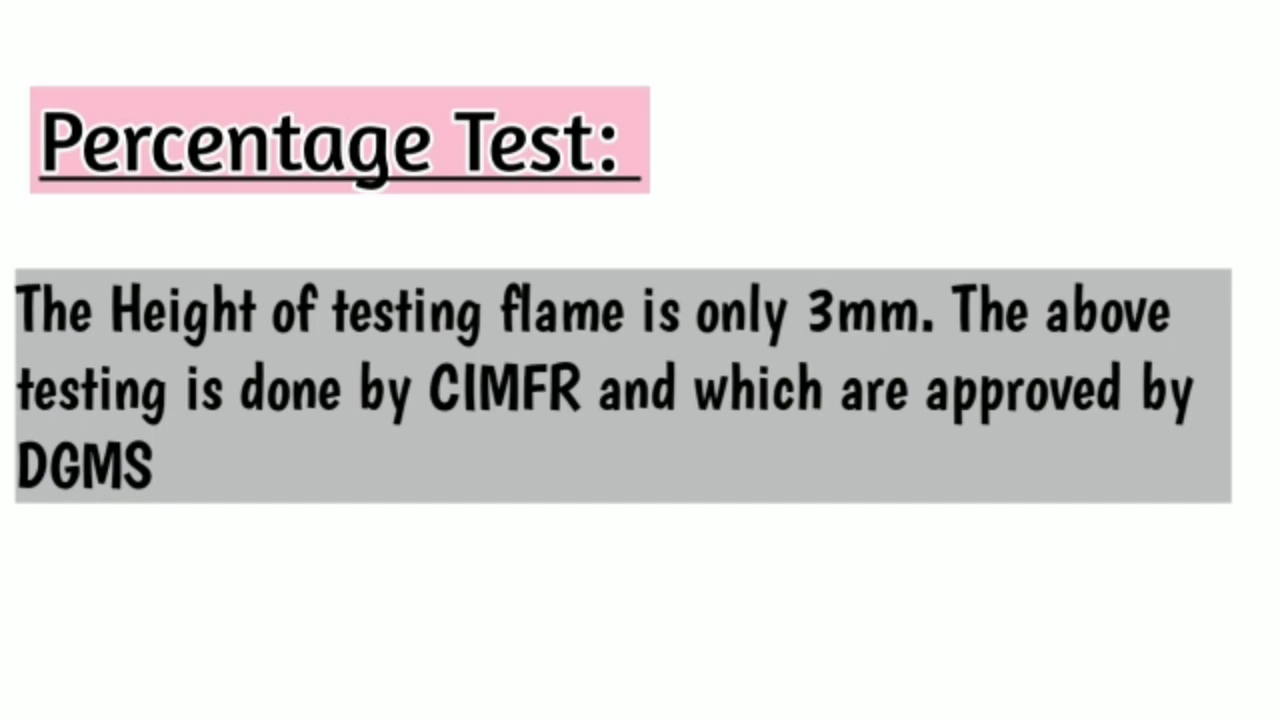 Percentage Test:
The Height of testing flame is only 3mm. The above
testing is done by CIMFR and which are approved by
DGMS